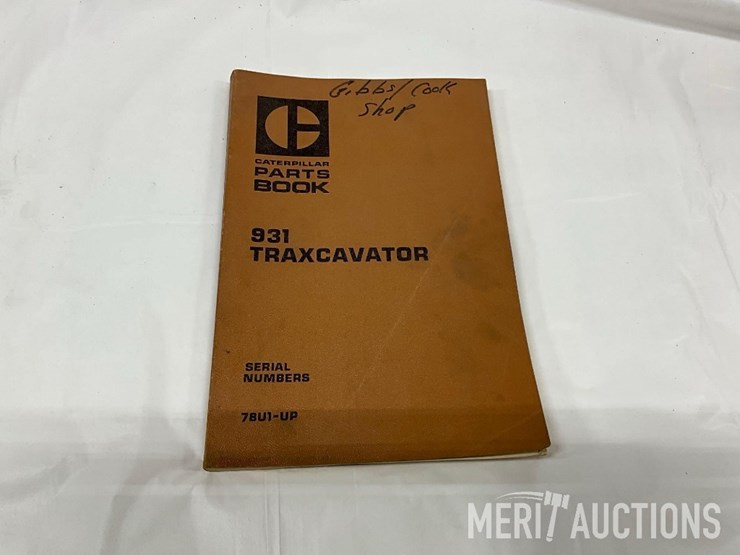 Gibbs/Cook
Shop
CATERPILLAR
PARTS
BOOK
931
TRAXCAVATOR
SERIAL
NUMBERS
78U1-UP
MERIT AUCTIONS